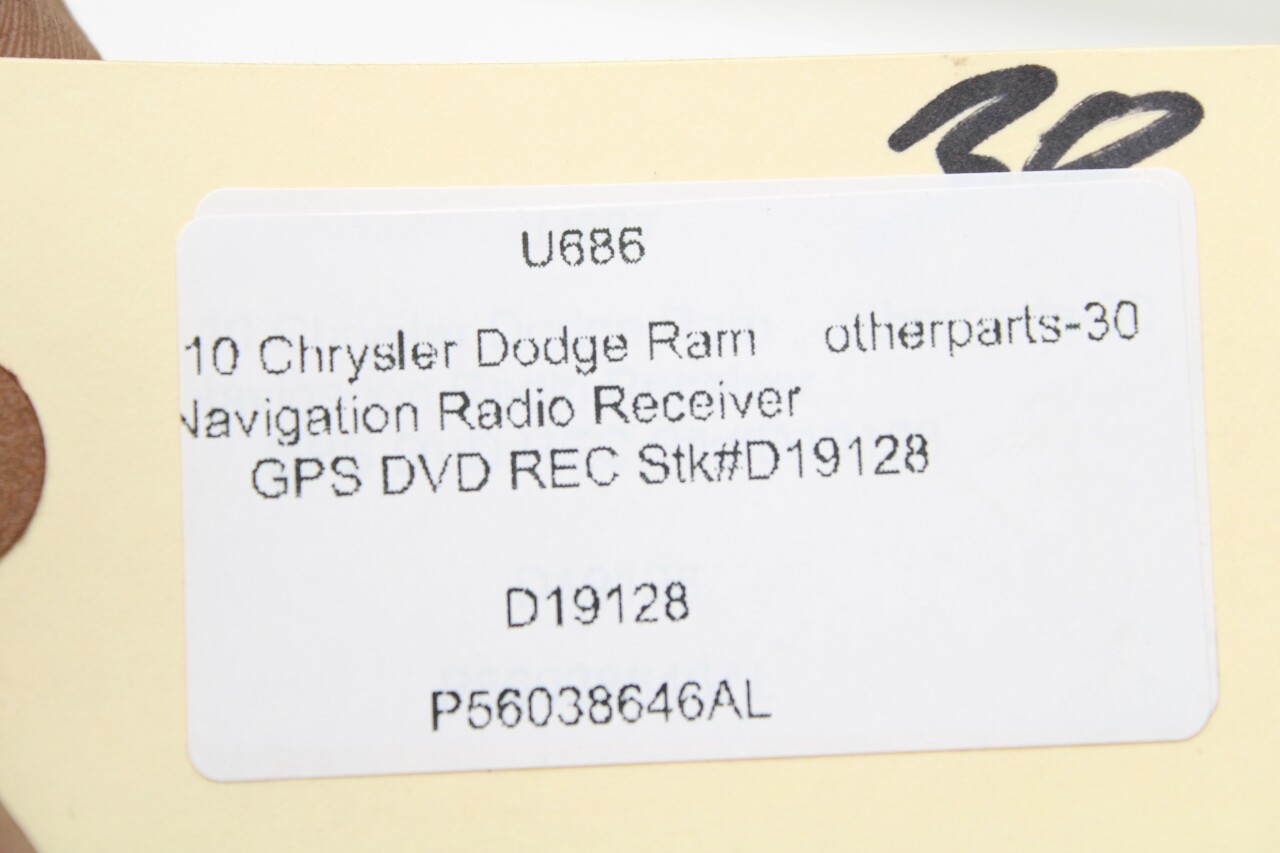 30
U686
10 Chrysler Dodge Ram otherparts-30
Navigation Radio Receiver
GPS DVD REC Stk#D19128
D19128
P56038646AL